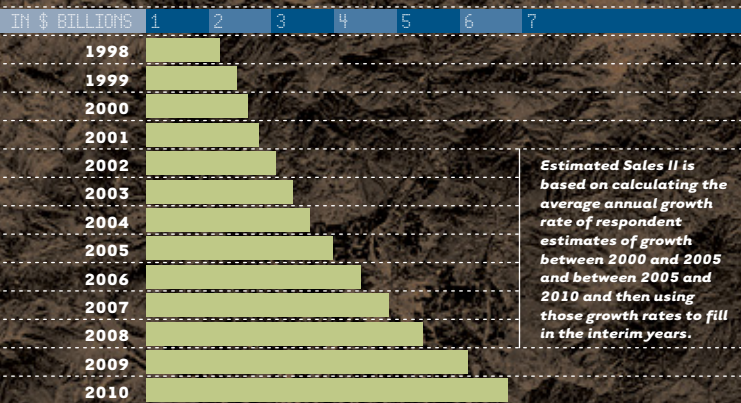 IN $ BILLIONS 1 2 3 4 5 6 7
1998
1999
2000
2001
2002
2003
2004
2005
2006
2007
2008
2009
2010
Estimated Sales II is
based on calculating the
average annual growth
rate of respondent
estimates of growth
between 2000 and 2005
and between 2005 and
2010 and then using
those growth rates to fill
in the interim years.